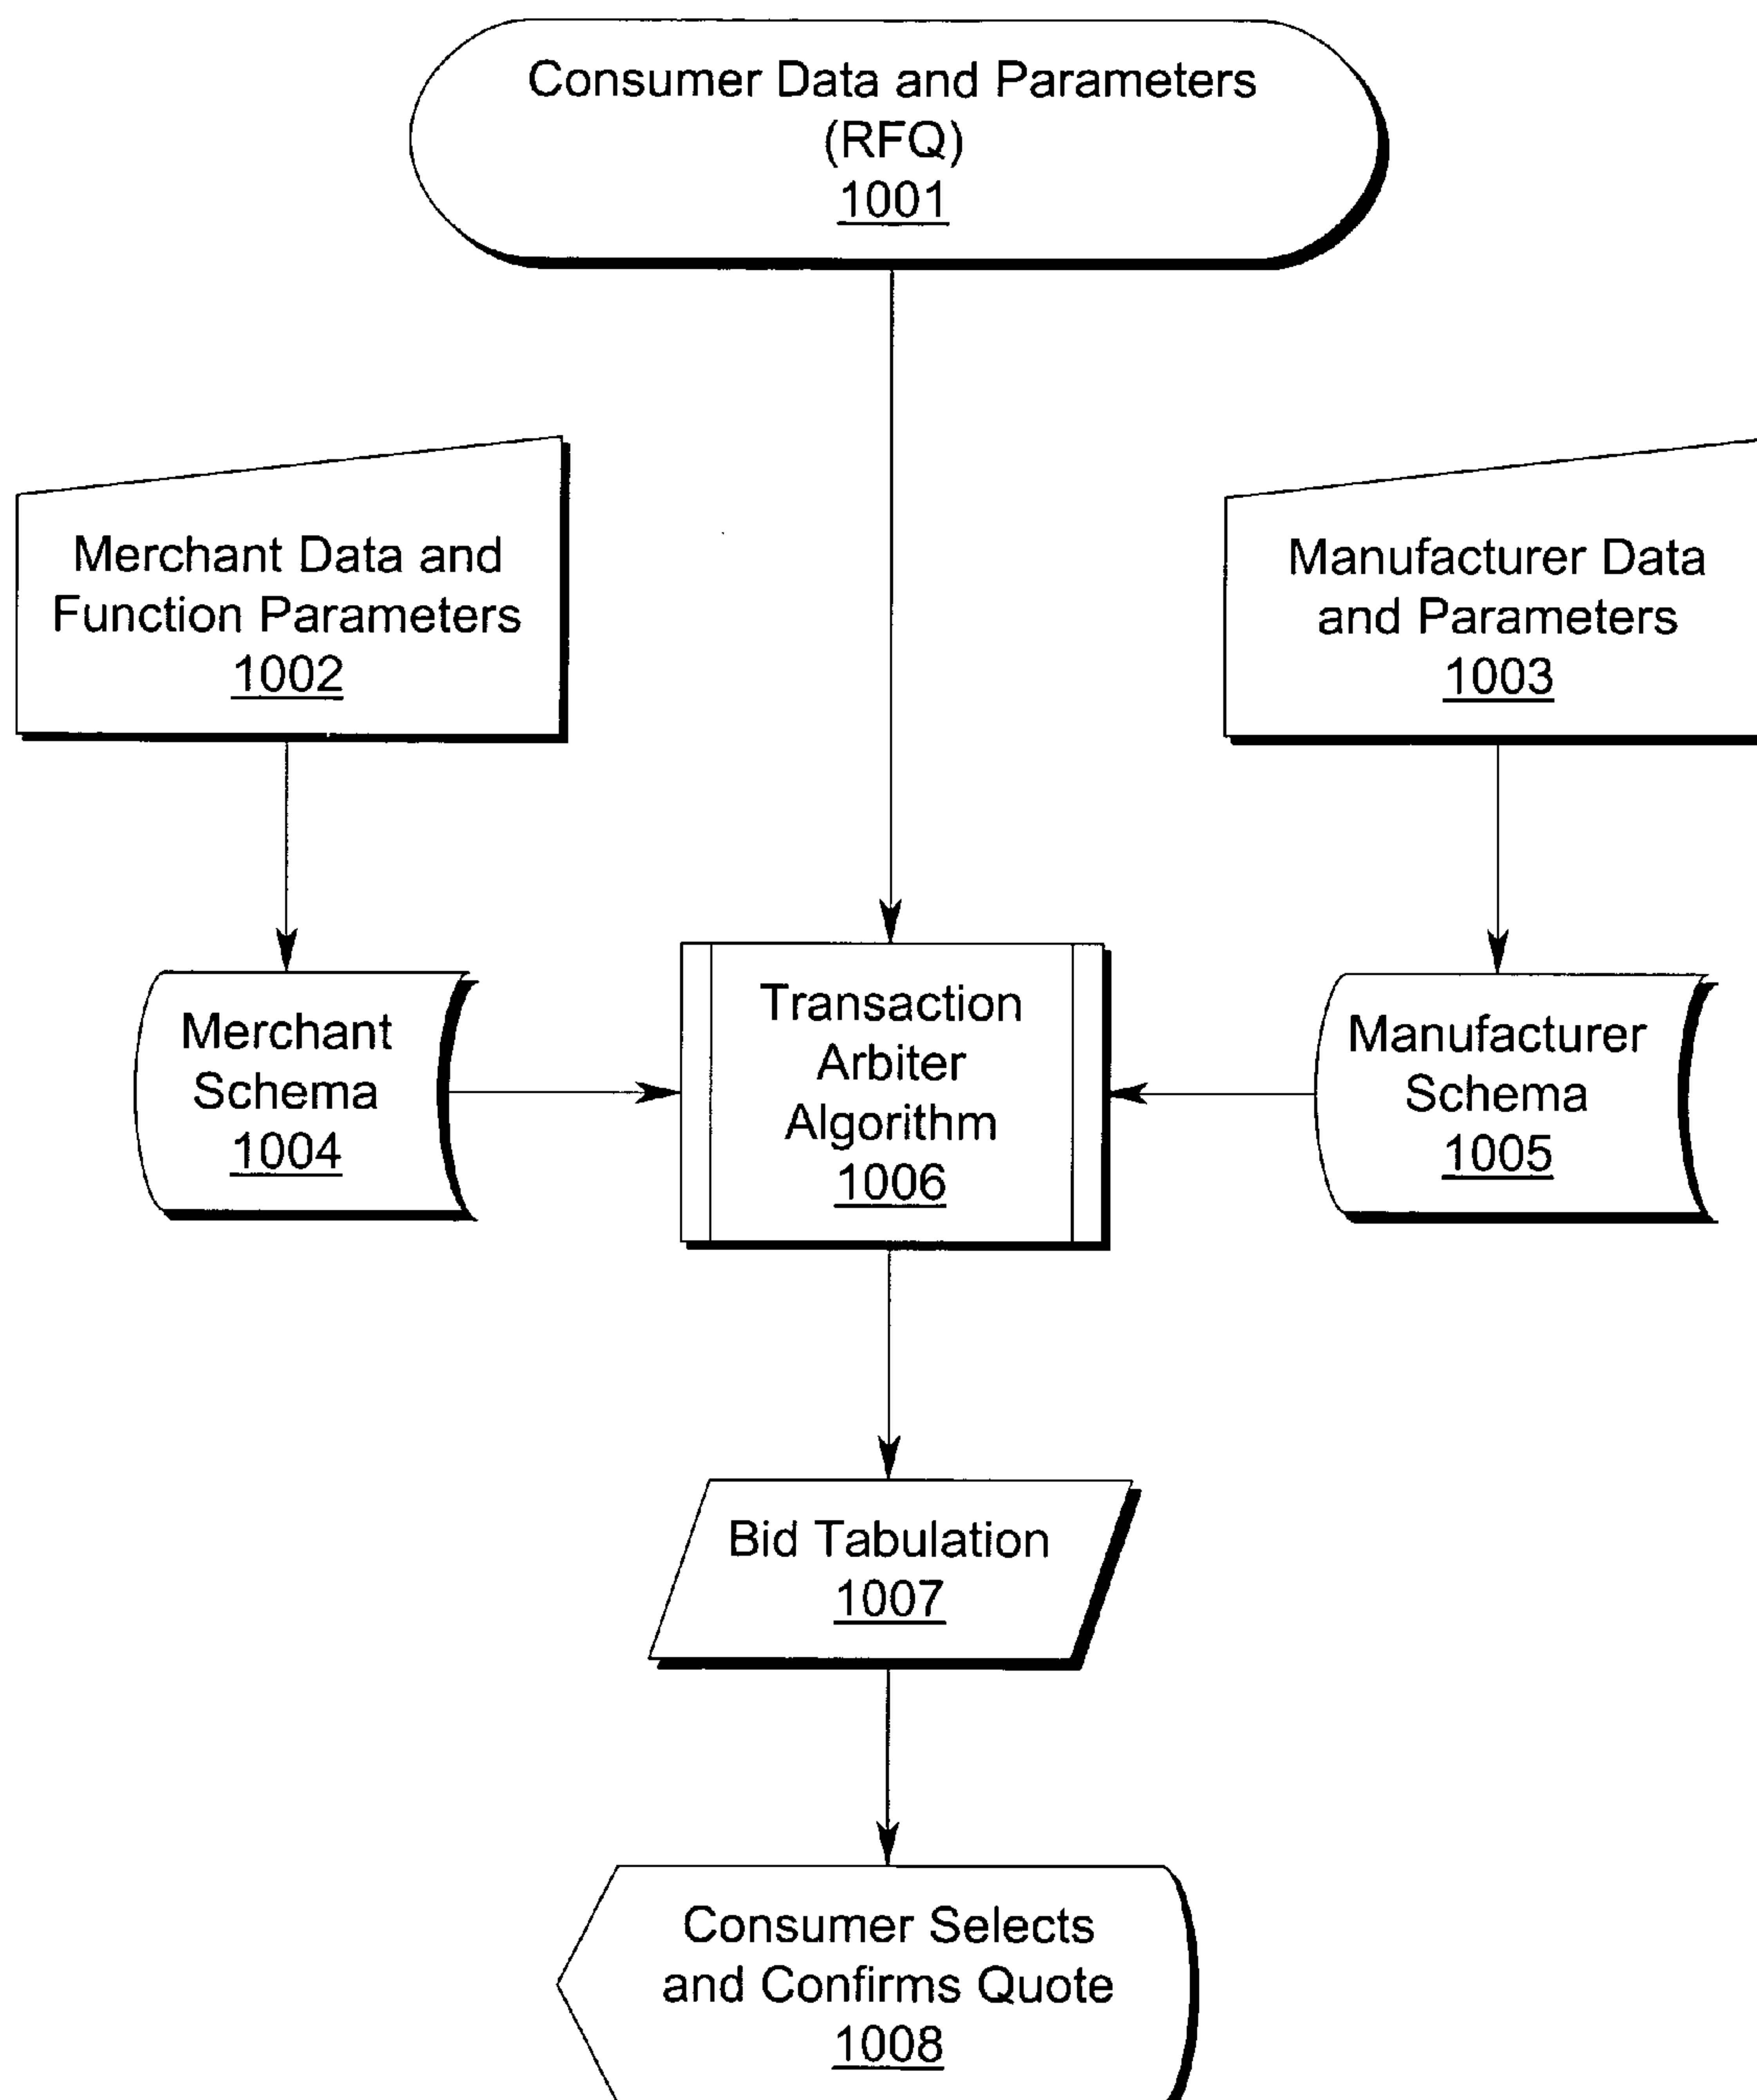 Consumer Data and Parameters
(RFQ)
1001
Merchant Data and
Function Parameters
1002
Manufacturer Data
and Parameters
1003
Merchant
Schema
1004
Transaction
Arbiter
Algorithm
1006
Manufacturer
Schema
1005
Bid Tabulation
1007
Consumer Selects
and Confirms Quote
1008